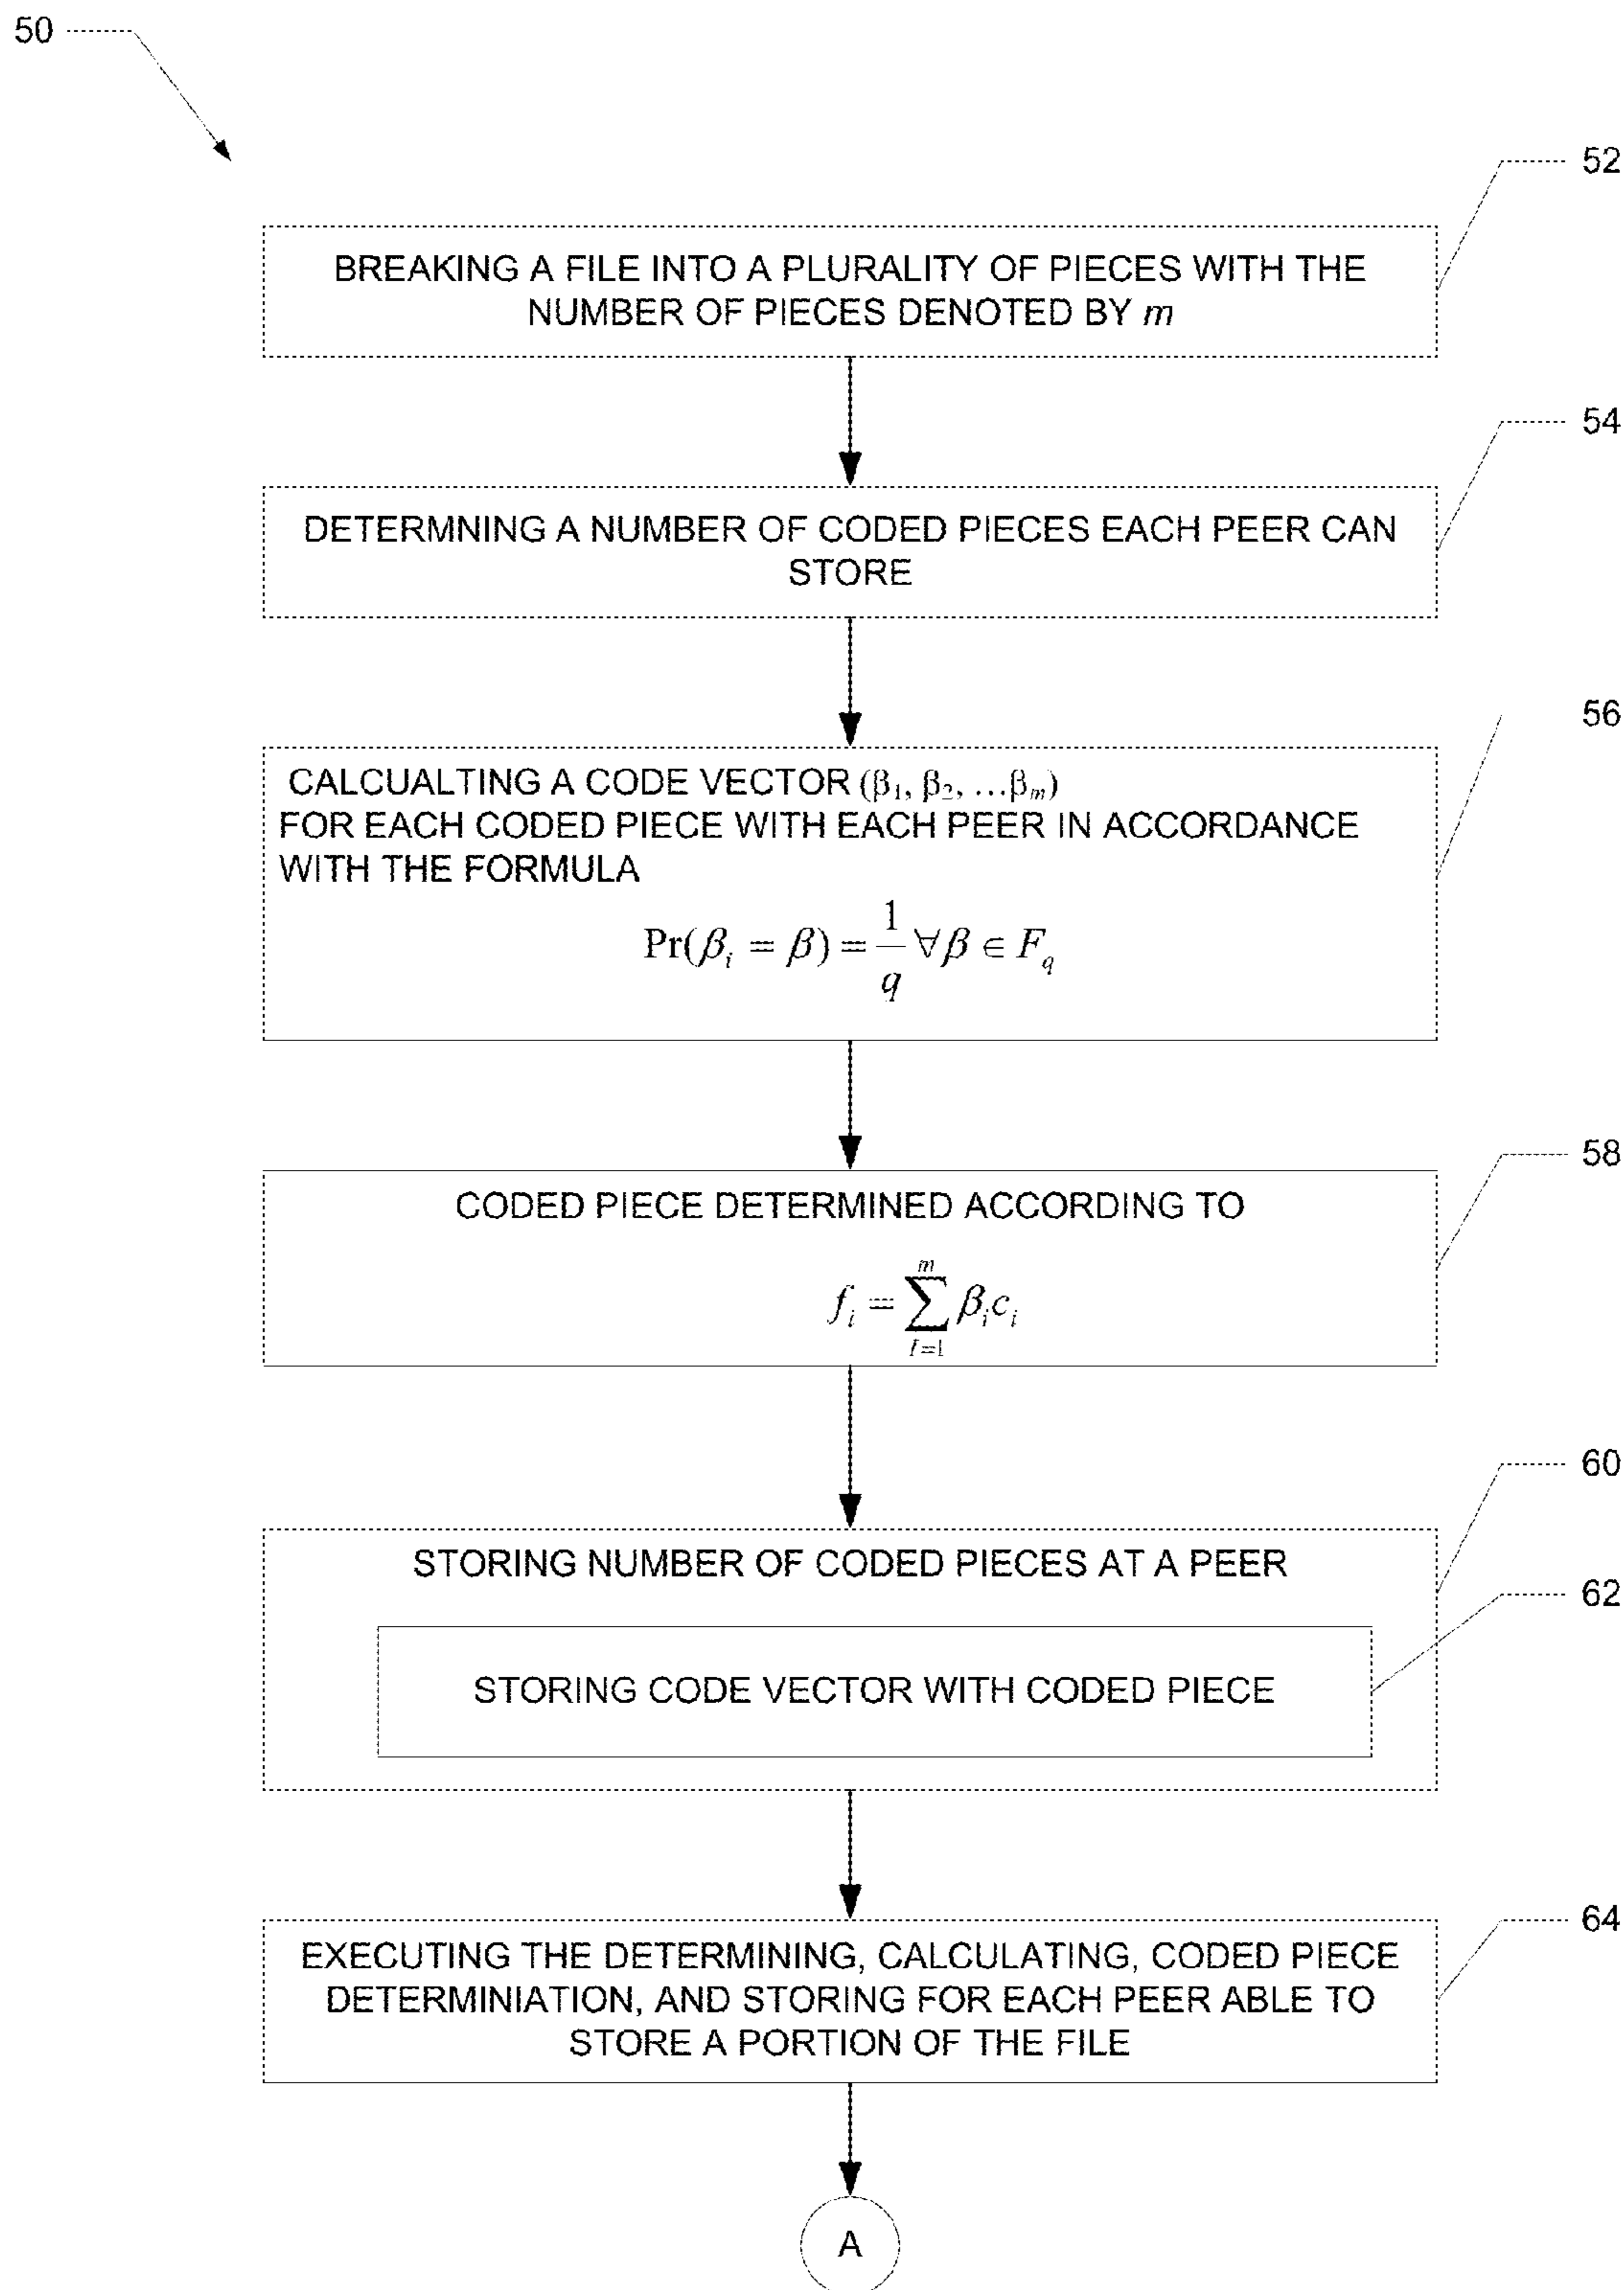 50
52
BREAKING A FILE INTO A PLURALITY OF PIECES WITH THE
NUMBER OF PIECES DENOTED BY m
54
DETERMNING A NUMBER OF CODED PIECES EACH PEER CAN
STORE
56
CALCUALTING A CODE VECTOR (β₁, β₂, …βₘ)
FOR EACH CODED PIECE WITH EACH PEER IN ACCORDANCE
WITH THE FORMULA
Pr(βᵢ = β) = 1/q ∀β ∈ F_q
58
CODED PIECE DETERMINED ACCORDING TO
fᵢ = ∑_{I=1}^{m} βᵢcᵢ
60
STORING NUMBER OF CODED PIECES AT A PEER
62
STORING CODE VECTOR WITH CODED PIECE
64
EXECUTING THE DETERMINING, CALCULATING, CODED PIECE
DETERMINIATION, AND STORING FOR EACH PEER ABLE TO
STORE A PORTION OF THE FILE
A